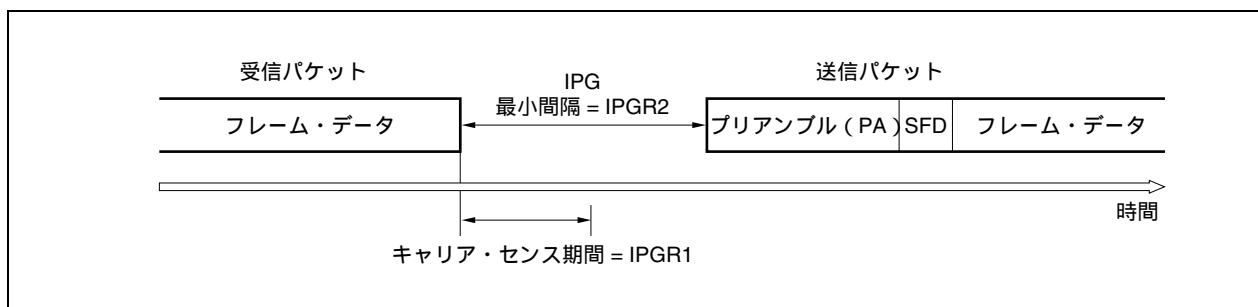 受信パケット
IPG
最小間隔 = IPGR2
送信パケット
フレーム・データ
プリアンブル（PA）
SFD
フレーム・データ
時間
キャリア・センス期間 = IPGR1